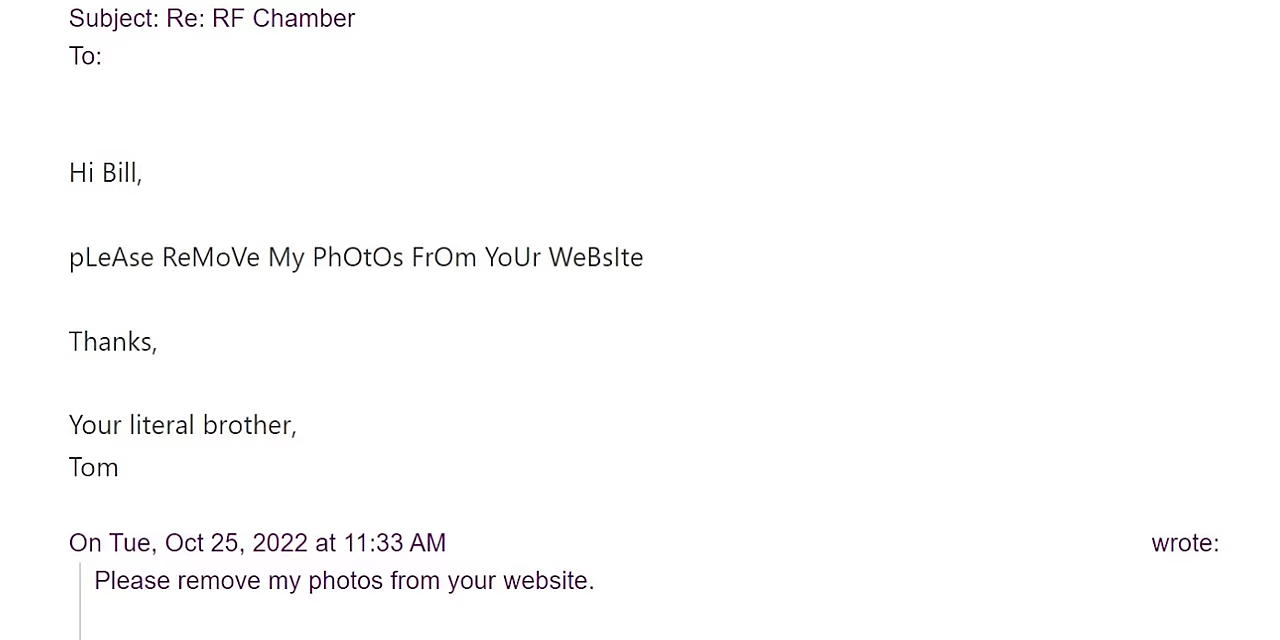 Subject: Re: RF Chamber
To:
Hi Bill,
pLeAse ReMoVe My PhOtOs FrOm YoUr WeBsIte
Thanks,
Your literal brother,
Tom
On Tue, Oct 25, 2022 at 11:33 AM wrote:
Please remove my photos from your website.